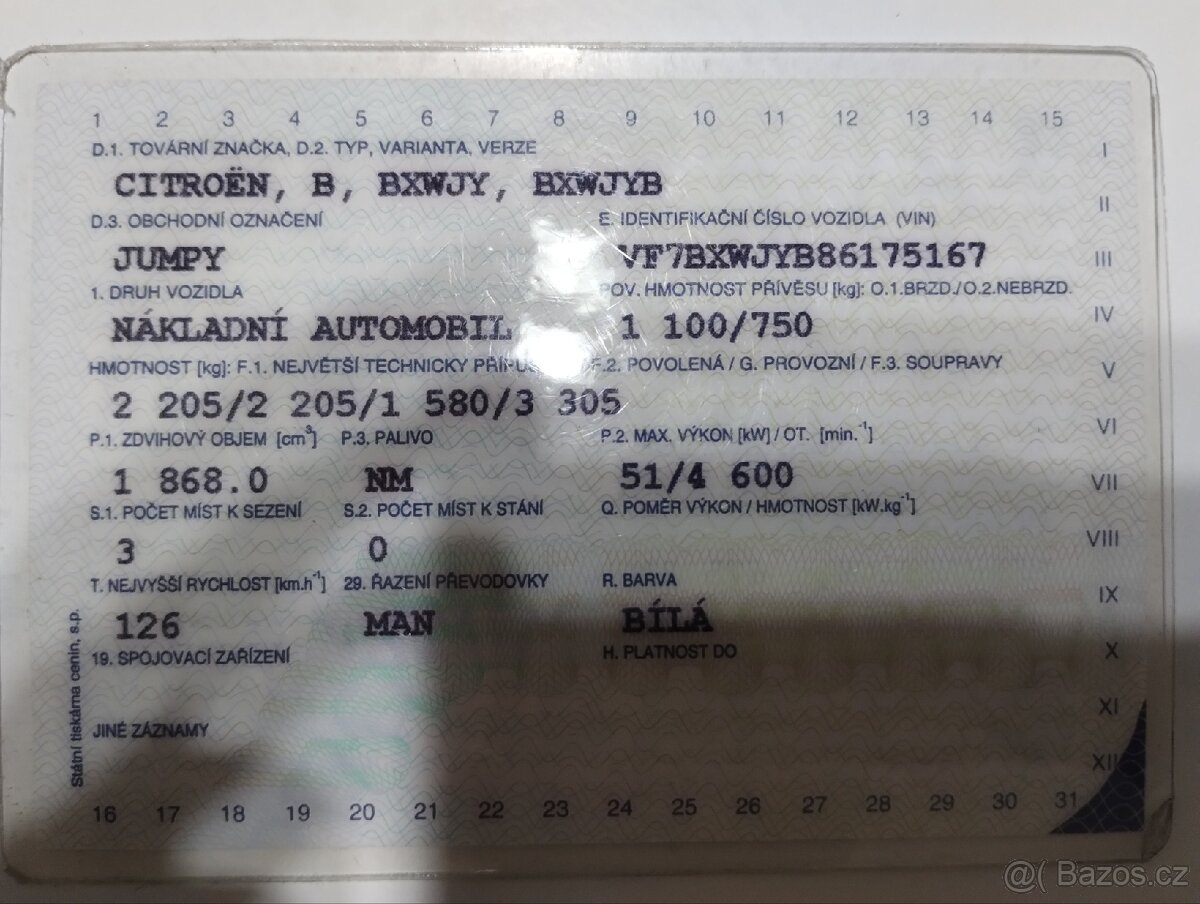 1 2 3 4 5 6 7 8 9 10 11 12 13 14 15
D.1. TOVÁRNÍ ZNAČKA, D.2. TYP, VARIANTA, VERZE
I
CITROËN, B, BXWJY, BXWJYB
II
D.3. OBCHODNÍ OZNAČENÍ E. IDENTIFIKAČNÍ ČÍSLO VOZIDLA (VIN)
JUMPY VF7BXWJYB86175167
III
1. DRUH VOZIDLA POV. HMOTNOST PŘÍVĚSU [kg]: O.1.BRZD./O.2.NEBRZD.
NÁKLADNÍ AUTOMOBIL 1 100/750
IV
HMOTNOST [kg]: F.1. NEJVĚTŠÍ TECHNICKY F.2. POVOLENÁ / G. PROVOZNÍ / F.3. SOUPRAVY
V
2 205/2 205/1 580/3 305
VI
P.1. ZDVIHOVÝ OBJEM [cm³] P.3. PALIVO P.2. MAX. VÝKON [kW] / OT. [min.⁻¹]
1 868.0 NM 51/4 600
VII
S.1. POČET MÍST K SEZENÍ S.2. POČET MÍST K STÁNÍ Q. POMĚR VÝKON / HMOTNOST [kW.kg⁻¹]
3 0
VIII
T. NEJVYŠŠÍ RYCHLOST [km.h⁻¹] 29. ŘAZENÍ PŘEVODOVKY R. BARVA
IX
126 MAN BÍLÁ
19. SPOJOVACÍ ZAŘÍZENÍ H. PLATNOST DO
X
XI
JINÉ ZÁZNAMY
XII
16 17 18 19 20 21 22 23 24 25 26 27 28 29 30 31
Státní tiskárna cenin, s.p.
@( Bazos.cz